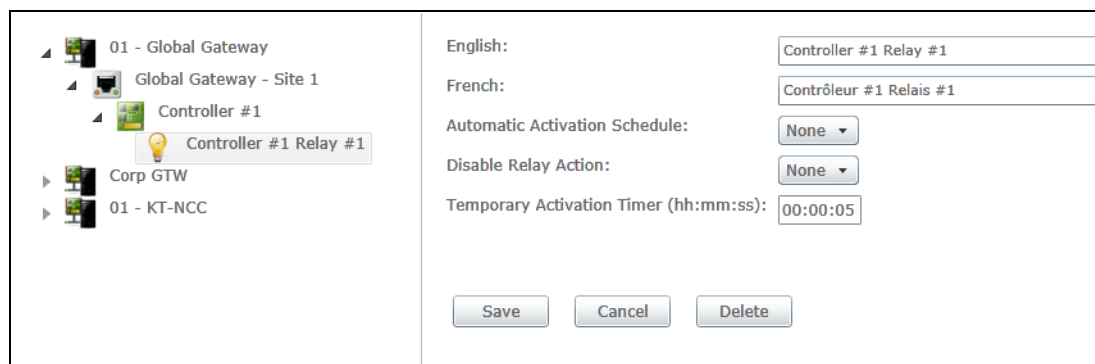 01 - Global Gateway
Global Gateway - Site 1
Controller #1
Controller #1 Relay #1
Corp GTW
01 - KT-NCC
English:
Controller #1 Relay #1
French:
Contrôleur #1 Relais #1
Automatic Activation Schedule:
None
Disable Relay Action:
None
Temporary Activation Timer (hh:mm:ss):
00:00:05
Save
Cancel
Delete